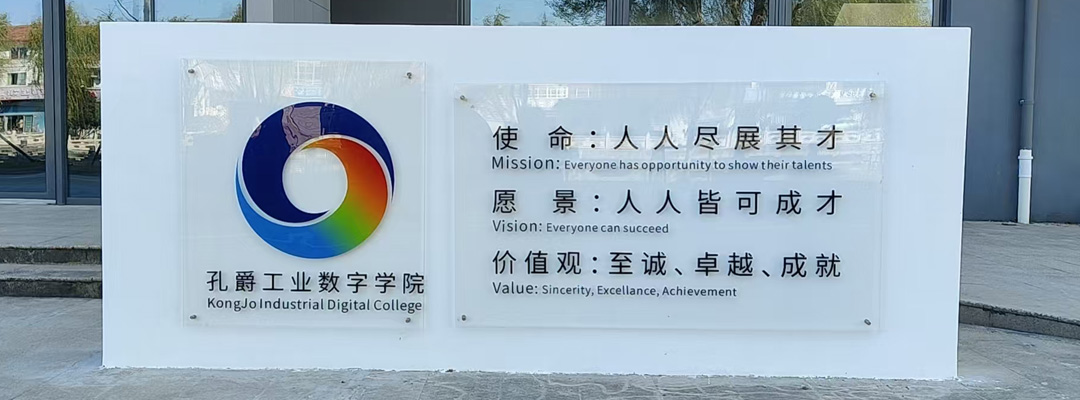 孔爵工业数字学院
KongJo Industrial Digital College
使命：人人尽展其才
Mission: Everyone has opportunity to show their talents
愿景：人人皆可成才
Vision: Everyone can succeed
价值观：至诚、卓越、成就
Value: Sincerity, Excellance, Achievement